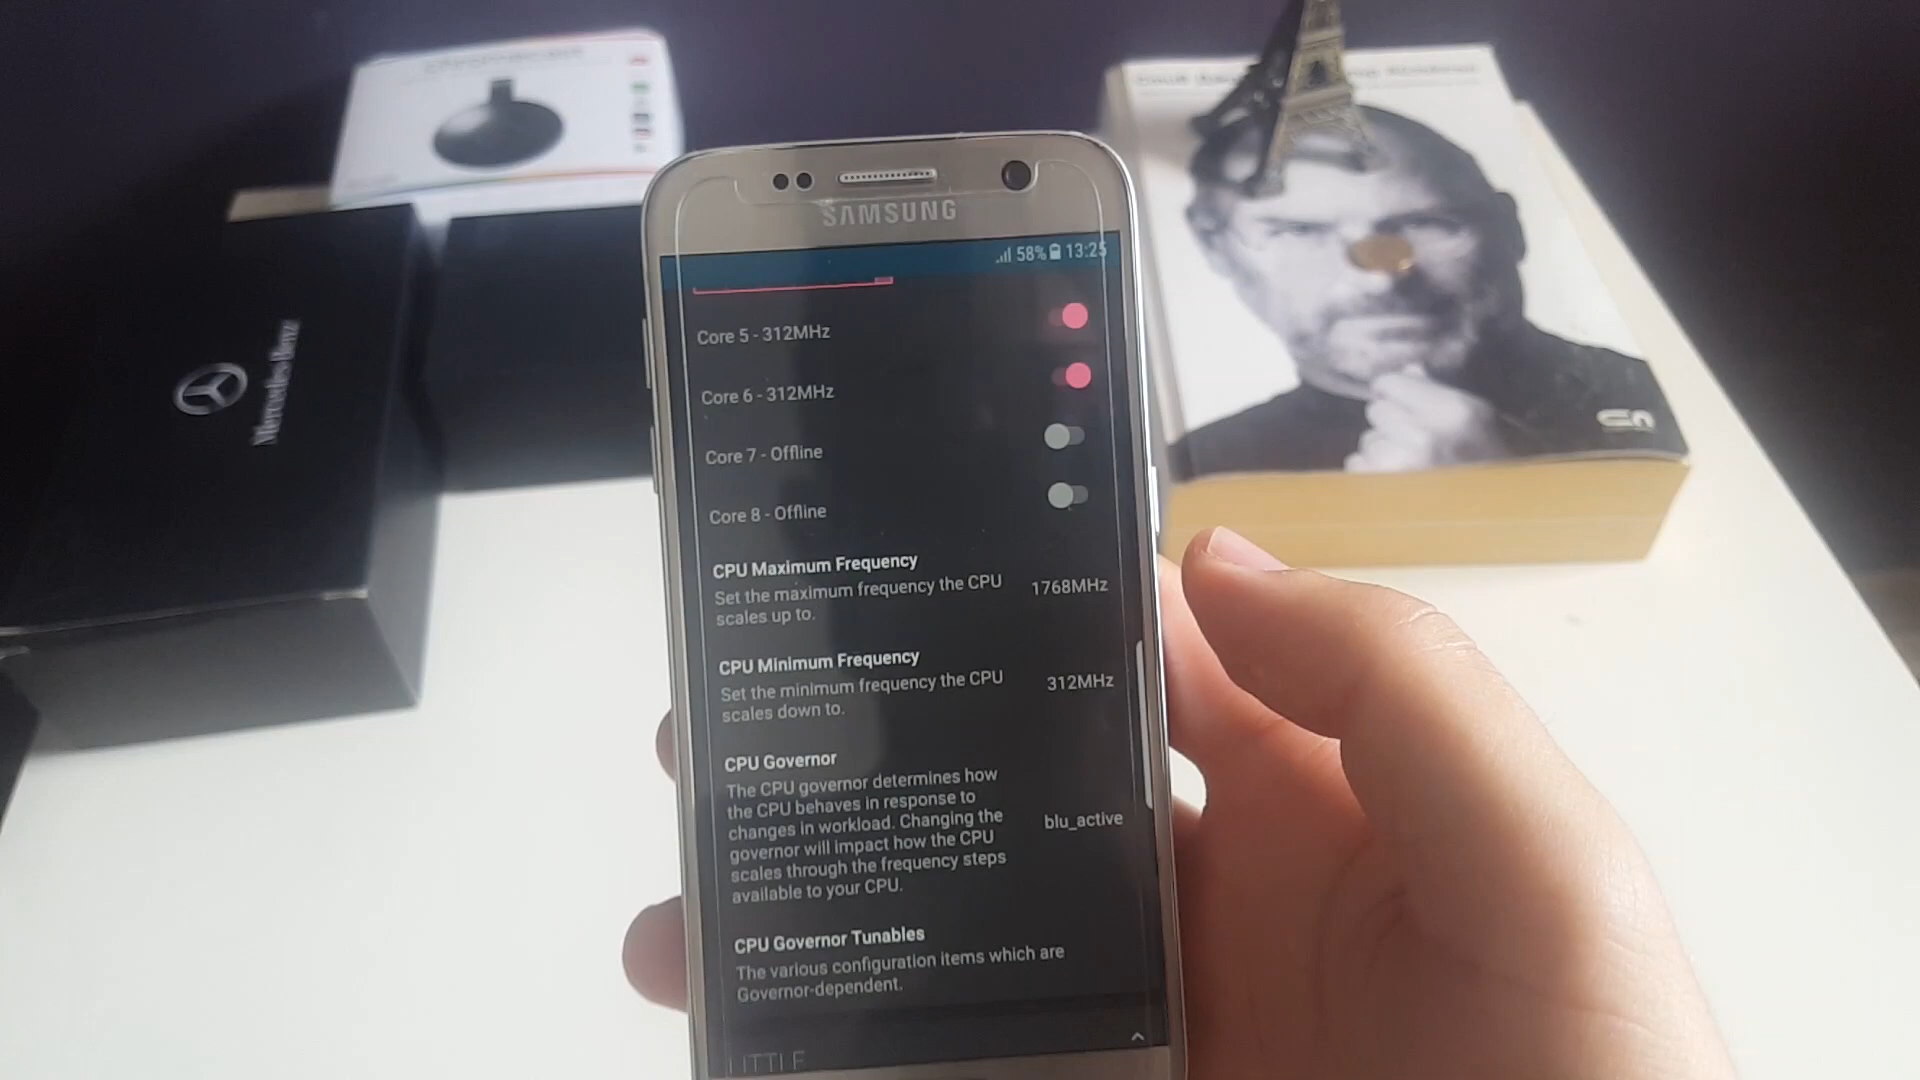 chromecast
Mercedes-Benz
SAMSUNG
58% 13:25
Core 5 - 312MHz
Core 6 - 312MHz
Core 7 - Offline
Core 8 - Offline
CPU Maximum Frequency
Set the maximum frequency the CPU
scales up to.
1768MHz
CPU Minimum Frequency
Set the minimum frequency the CPU
scales down to.
312MHz
CPU Governor
The CPU governor determines how
the CPU behaves in response to
changes in workload. Changing the
governor will impact how the CPU
scales through the frequency steps
available to your CPU.
blu_active
CPU Governor Tunables
The various configuration items which are
Governor-dependent.
LITTLE